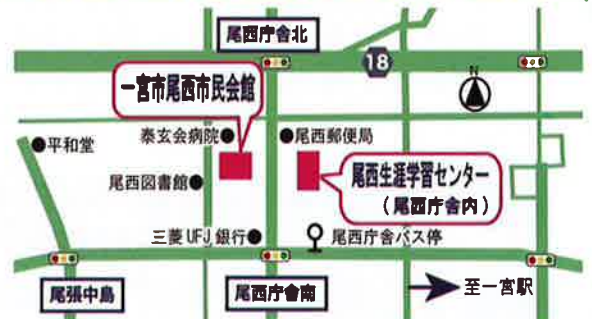 尾西庁舎北
18
N
一宮市尾西市民会館
泰玄会病院
尾西郵便局
平和堂
尾西図書館
尾西生涯学習センター
(尾西庁舎内)
三菱UFJ銀行
尾西庁舎バス停
尾張中島
尾西庁舎南
至一宮駅